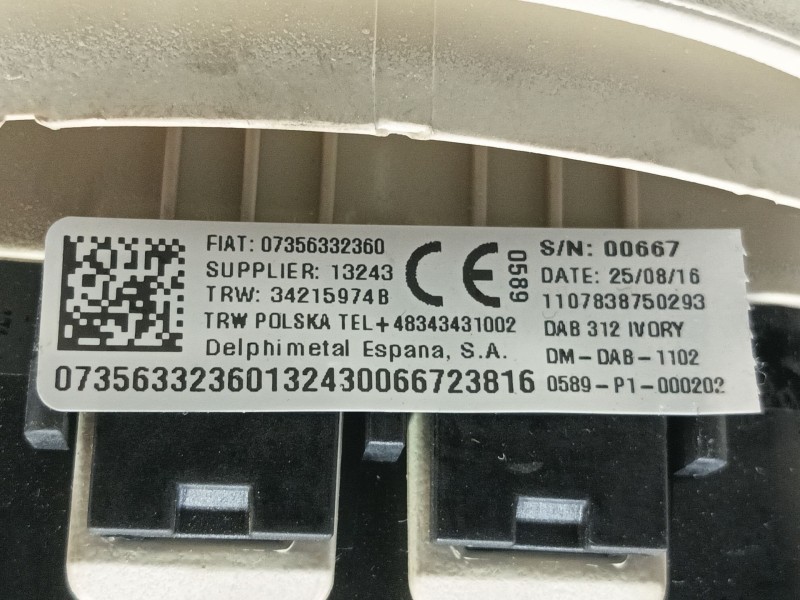 FIAT: 07356332360
SUPPLIER: 13243
TRW: 34215974B
TRW POLSKA TEL+48343431002
Delphimetal Espana, S.A.
07356332360132430066723816
CE
0589
S/N: 00667
DATE: 25/08/16
1107838750293
DAB 312 IVORY
DM-DAB-1102
0589-P1-000202